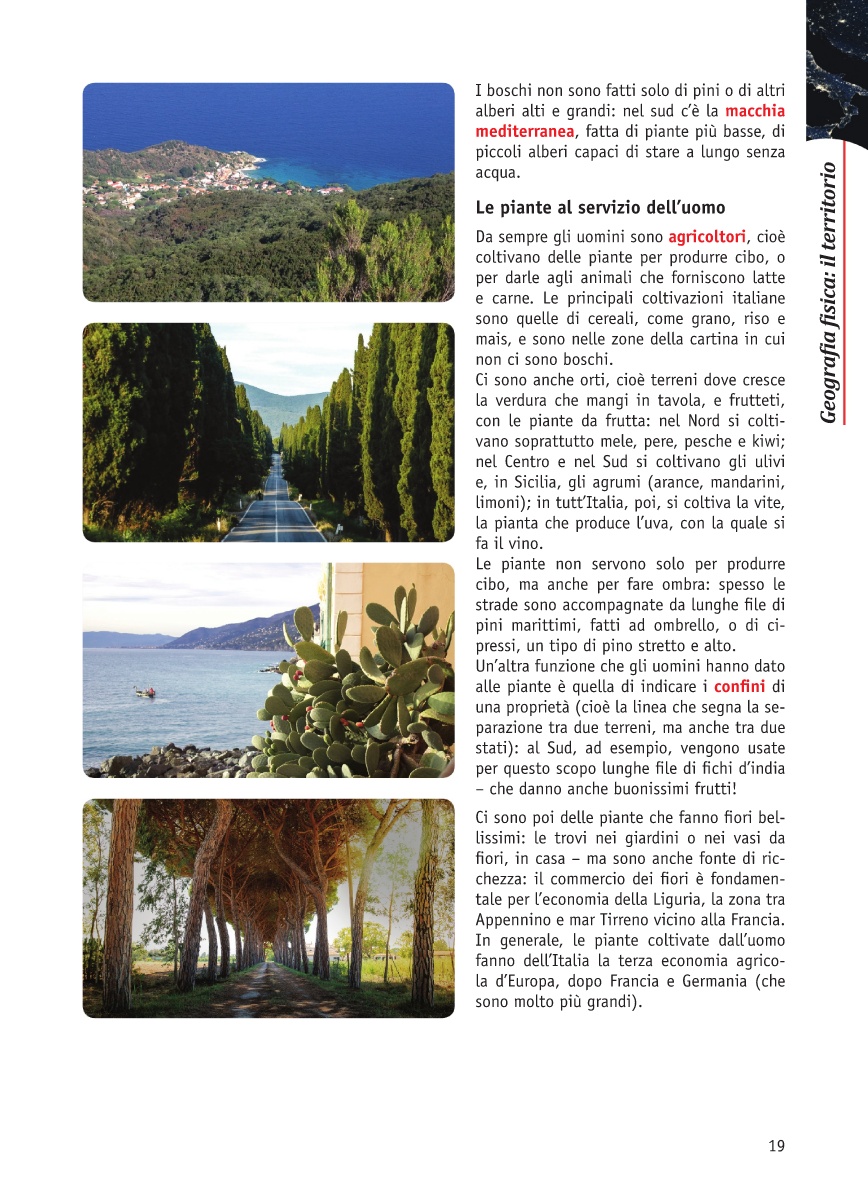 I boschi non sono fatti solo di pini o di altri
alberi alti e grandi: nel sud c’è la macchia
mediterranea, fatta di piante più basse, di
piccoli alberi capaci di stare a lungo senza
acqua.
Le piante al servizio dell’uomo
Da sempre gli uomini sono agricoltori, cioè
coltivano delle piante per produrre cibo, o
per darle agli animali che forniscono latte
e carne. Le principali coltivazioni italiane
sono quelle di cereali, come grano, riso e
mais, e sono nelle zone della cartina in cui
non ci sono boschi.
Ci sono anche orti, cioè terreni dove cresce
la verdura che mangi in tavola, e frutteti,
con le piante da frutta: nel Nord si colti-
vano soprattutto mele, pere, pesche e kiwi;
nel Centro e nel Sud si coltivano gli ulivi
e, in Sicilia, gli agrumi (arance, mandarini,
limoni); in tutt’Italia, poi, si coltiva la vite,
la pianta che produce l’uva, con la quale si
fa il vino.
Le piante non servono solo per produrre
cibo, ma anche per fare ombra: spesso le
strade sono accompagnate da lunghe file di
pini marittimi, fatti ad ombrello, o di ci-
pressi, un tipo di pino stretto e alto.
Un’altra funzione che gli uomini hanno dato
alle piante è quella di indicare i confini di
una proprietà (cioè la linea che segna la se-
parazione tra due terreni, ma anche tra due
stati): al Sud, ad esempio, vengono usate
per questo scopo lunghe file di fichi d’india
– che danno anche buonissimi frutti!
Ci sono poi delle piante che fanno fiori bel-
lissimi: le trovi nei giardini o nei vasi da
fiori, in casa – ma sono anche fonte di ric-
chezza: il commercio dei fiori è fondamen-
tale per l’economia della Liguria, la zona tra
Appennino e mar Tirreno vicino alla Francia.
In generale, le piante coltivate dall’uomo
fanno dell’Italia la terza economia agrico-
la d’Europa, dopo Francia e Germania (che
sono molto più grandi).
Geografia fisica: il territorio
19